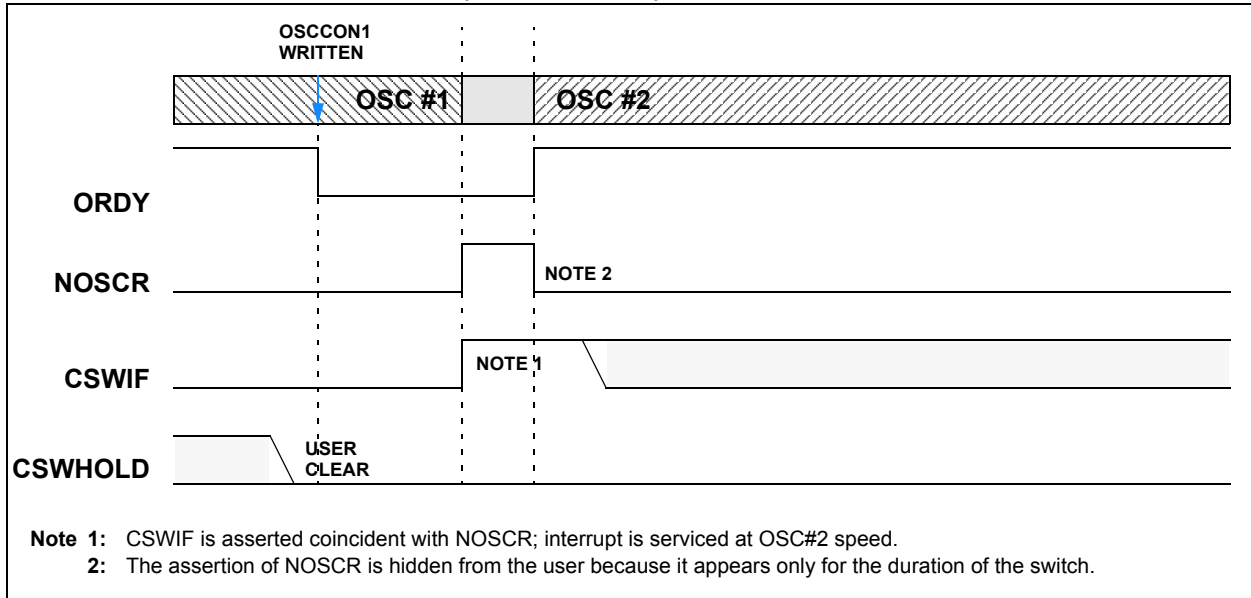 OSCCON1
WRITTEN
OSC #1
OSC #2
ORDY
NOSCR
NOTE 2
CSWIF
NOTE 1
CSWHOLD
USER
CLEAR
Note 1: CSWIF is asserted coincident with NOSCR; interrupt is serviced at OSC#2 speed.
2: The assertion of NOSCR is hidden from the user because it appears only for the duration of the switch.